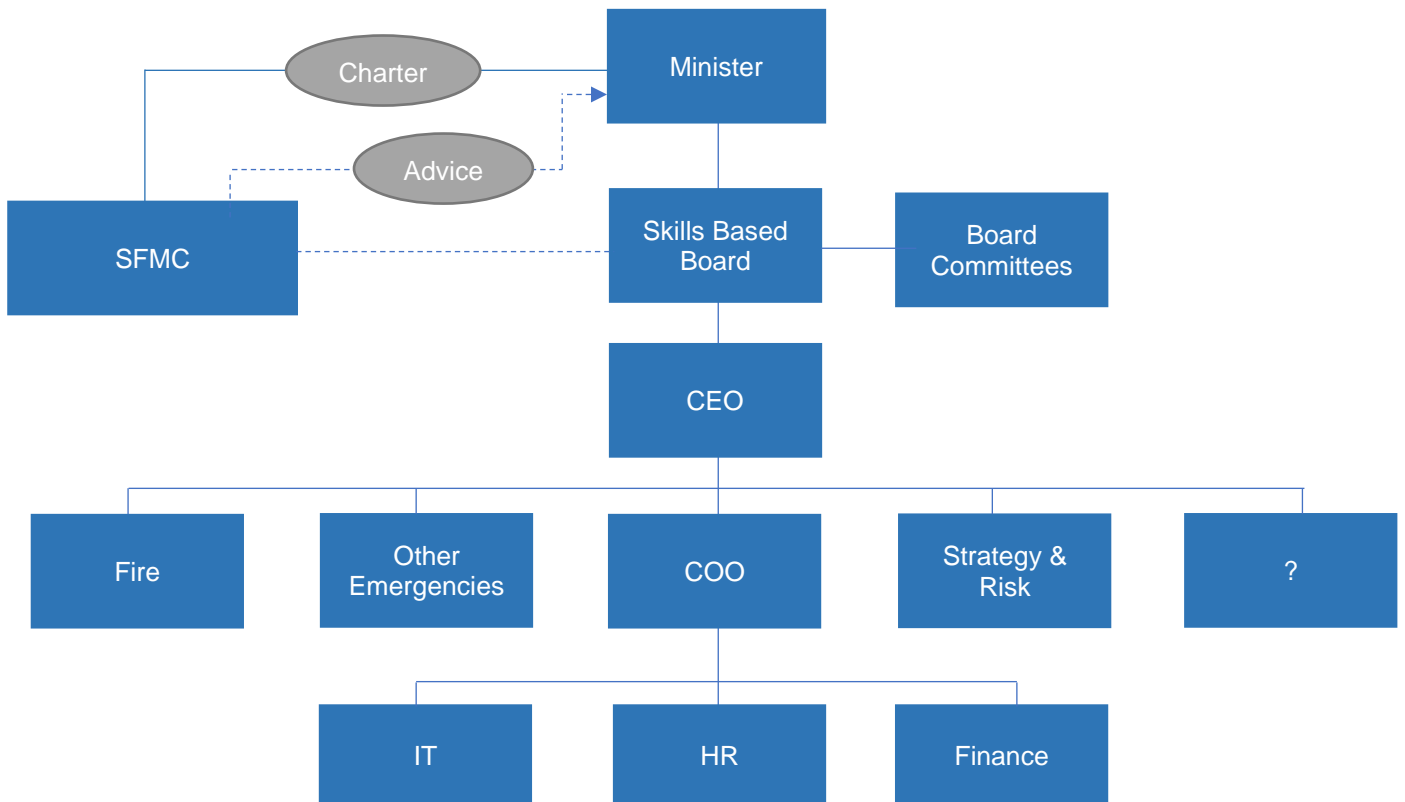 Charter
Minister
Advice
SFMC
Skills Based
Board
Board
Committees
CEO
Fire
Other
Emergencies
COO
Strategy &
Risk
?
IT
HR
Finance